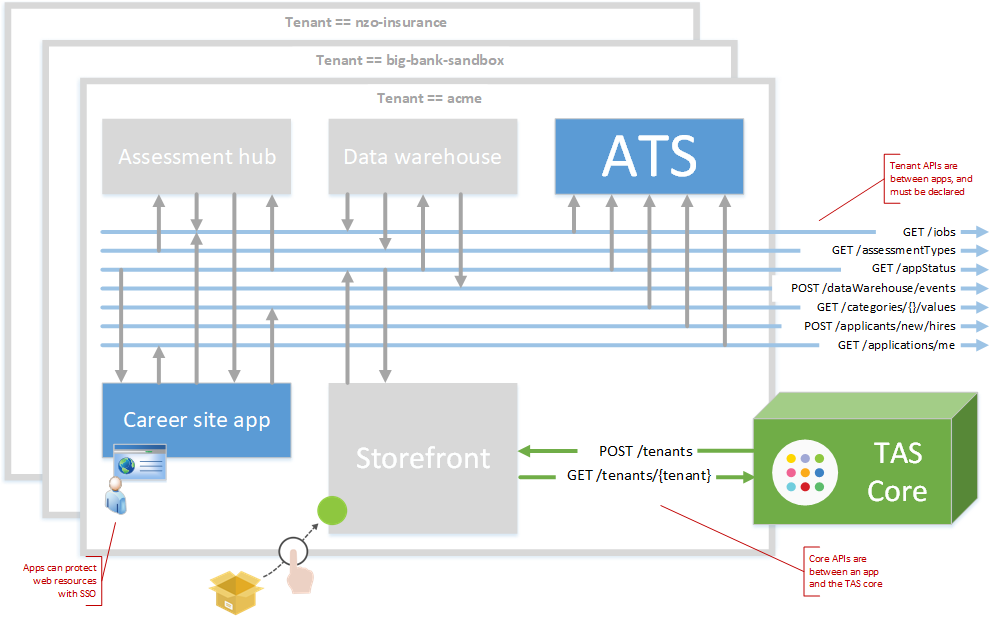 Tenant == nzo-insurance
Tenant == big-bank-sandbox
Tenant == acme
Assessment hub
Data warehouse
ATS
Tenant APIs are
between apps, and
must be declared
GET /jobs
GET /assessmentTypes
GET /appStatus
POST /dataWarehouse/events
GET /categories/{}/values
POST /applicants/new/hires
GET /applications/me
Career site app
Storefront
POST /tenants
GET /tenants/{tenant}
TAS
Core
Apps can protect
web resources
with SSO
Core APIs are
between an app
and the TAS core